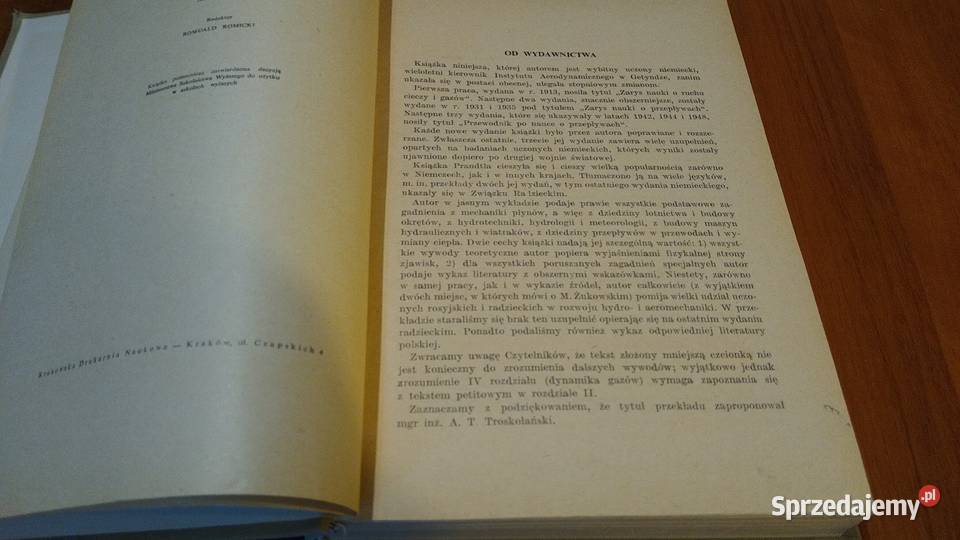 Redaktor
ROMUALD ROMICKI
Książka pomocnicza zatwierdzona decyzją
Ministerstwa Szkolnictwa Wyższego do użytku
w szkołach wyższych
Krakowska Drukarnia Naukowa — Kraków, ul. Czapskich 4
OD WYDAWNICTWA
Książka niniejsza, której autorem jest wybitny uczony niemiecki,
wieloletni kierownik Instytutu Aerodynamicznego w Getyndze, zanim
ukazała się w postaci obecnej, ulegała stopniowym zmianom.
Pierwsza praca, wydana w r. 1913, nosiła tytuł „Zarys nauki o ruchu
cieczy i gazów". Następne dwa wydania, znacznie obszerniejsze, zostały
wydane w r. 1931 i 1935 pod tytułem „Zarys nauki o przepływach".
Następne trzy wydania, które się ukazywały w latach 1942, 1944 i 1948,
nosiły tytuł „Przewodnik po nauce o przepływach".
Każde nowe wydanie książki było przez autora poprawiane i rozsze-
rzane. Zwłaszcza ostatnie, trzecie jej wydanie zawiera wiele uzupełnień,
opartych na badaniach uczonych niemieckich, których wyniki zostały
ujawnione dopiero po drugiej wojnie światowej.
Książka Prandtla cieszyła się i cieszy wielką popularnością zarówno
w Niemczech, jak i w innych krajach. Tłumaczono ją na wiele języków,
m. in. przekłady dwóch jej wydań, w tym ostatniego wydania niemieckiego,
ukazały się w Związku Radzieckim.
Autor w jasnym wykładzie podaje prawie wszystkie podstawowe za-
gadnienia z mechaniki płynów, a więc z dziedziny lotnictwa i budowy
okrętów, z hydrotechniki, hydrologii i meteorologii, z budowy maszyn
hydraulicznych i wiatraków, z dziedziny przepływów w przewodach i wy-
miany ciepła. Dwie cechy książki nadają jej szczególną wartość: 1) wszyst-
kie wywody teoretyczne autor popiera wyjaśnieniami fizykalnej strony
zjawisk, 2) dla wszystkich poruszanych zagadnień specjalnych autor
podaje wykaz literatury z obszernymi wskazówkami. Niestety, zarówno
w samej pracy, jak i w wykazie źródeł, autor całkowicie (z wyjątkiem
dwóch miejsc, w których mówi o M. Żukowskim) pomija wielki udział uczo-
nych rosyjskich i radzieckich w rozwoju hydro- i aeromechaniki. W prze-
kładzie staraliśmy się brak ten uzupełnić opierając się na ostatnim wydaniu
radzieckim. Ponadto podaliśmy również wykaz odpowiedniej literatury
polskiej.
Zwracamy uwagę Czytelników, że tekst złożony mniejszą czcionką nie
jest konieczny do zrozumienia dalszych wywodów; wyjątkowo jednak
zrozumienie IV rozdziału (dynamika gazów) wymaga zapoznania się
z tekstem petitowym w rozdziale II.
Zaznaczamy z podziękowaniem, że tytuł przekładu zaproponował
mgr inż. A. T. Troskolański.
Sprzedajemy.pl